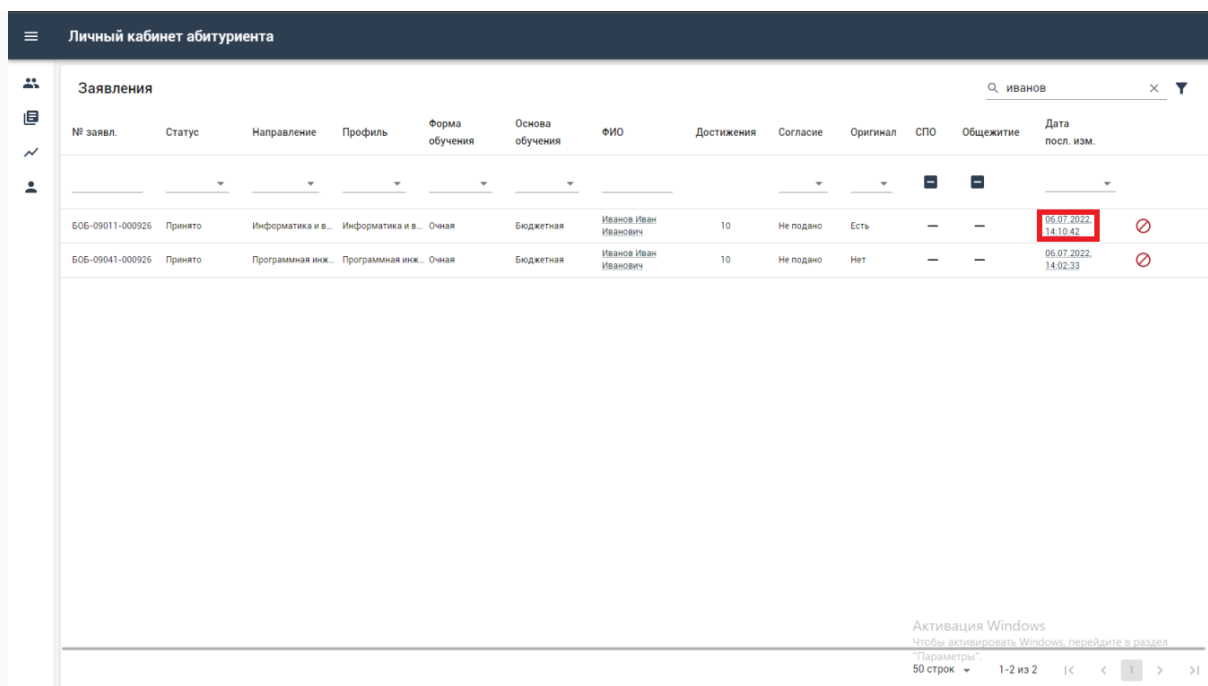 Личный кабинет абитуриента
Заявления
иванов
№ заявл. Статус Направление Профиль Форма обучения Основа обучения ФИО Достижения Согласие Оригинал СПО Общежитие Дата посл. изм.
БОБ-09011-000926 Принято Информатика и в... Информатика и в... Очная Бюджетная Иванов Иван Иванович 10 Не подано Есть — — 06.07.2022, 14:10:42
БОБ-09041-000926 Принято Программная инж... Программная инж... Очная Бюджетная Иванов Иван Иванович 10 Не подано Нет — — 06.07.2022, 14:02:33
Активация Windows
Чтобы активировать Windows, перейдите в раздел
"Параметры".
50 строк 1-2 из 2 1